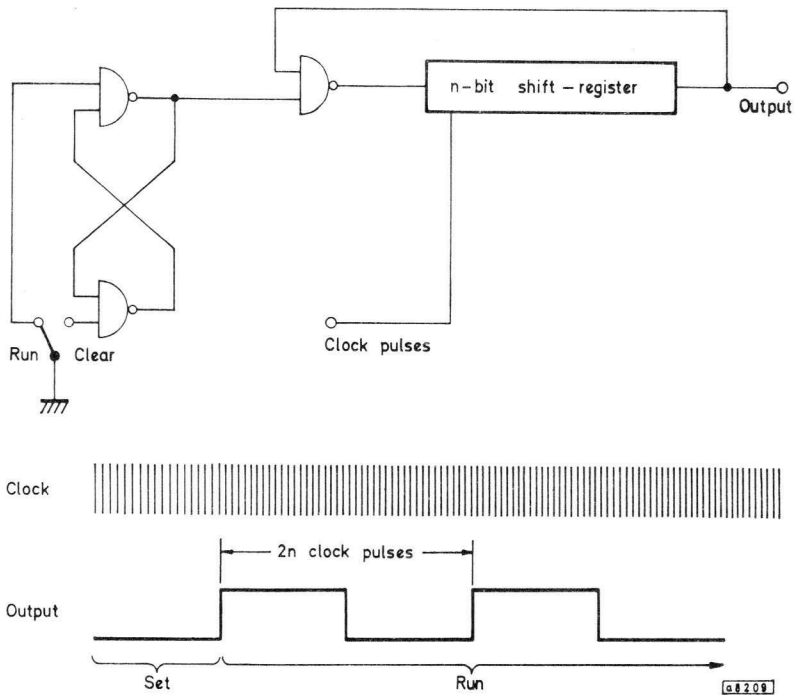 n-bit shift-register
Output
Run
Clear
Clock pulses
Clock
2n clock pulses
Output
Set
Run
a8209